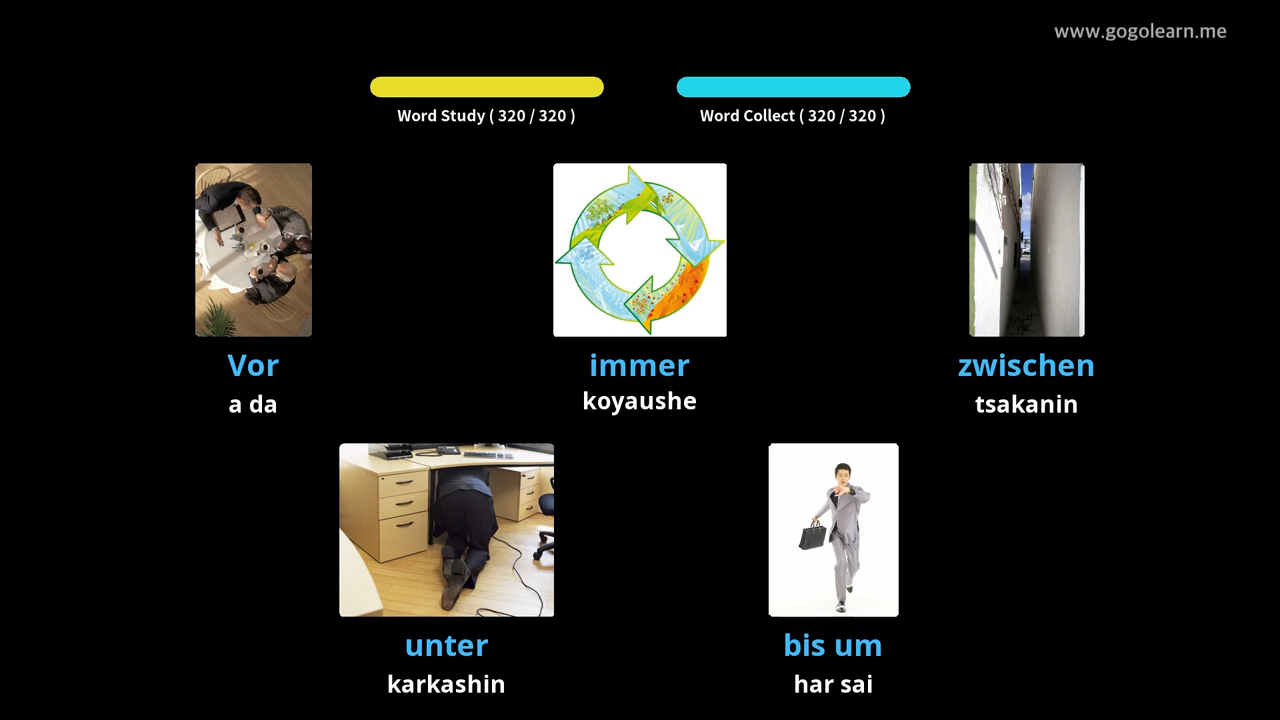 www.gogolearn.me
Word Study ( 320 / 320 )
Word Collect ( 320 / 320 )
Vor
a da
immer
koyaushe
zwischen
tsakanin
unter
karkashin
bis um
har sai